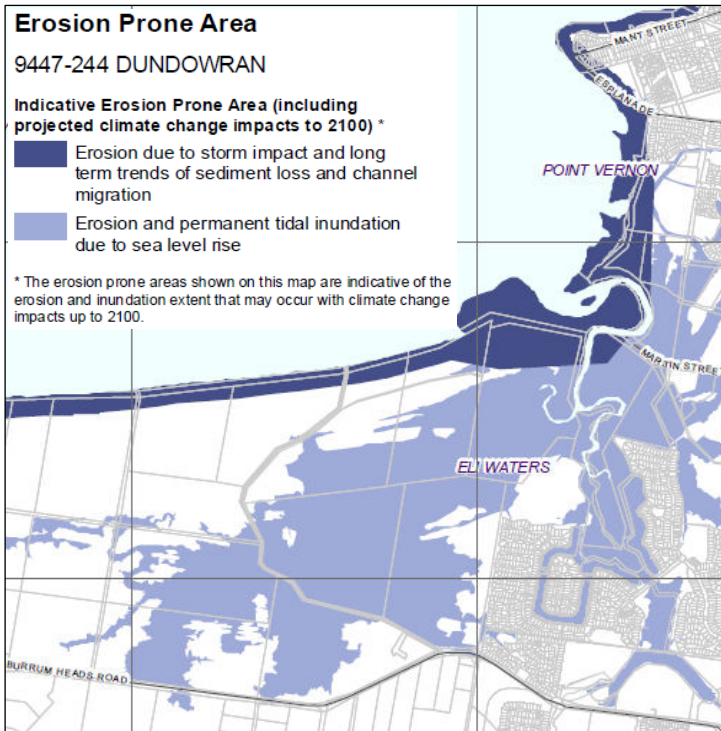 Erosion Prone Area
9447-244 DUNDOWRAN
Indicative Erosion Prone Area (including
projected climate change impacts to 2100) *
Erosion due to storm impact and long
term trends of sediment loss and channel
migration
Erosion and permanent tidal inundation
due to sea level rise
* The erosion prone areas shown on this map are indicative of the
erosion and inundation extent that may occur with climate change
impacts up to 2100.
MANT STREET
ESPLANADE
POINT VERNON
MARTIN STREET
ELI WATERS
BURRUM HEADS ROAD